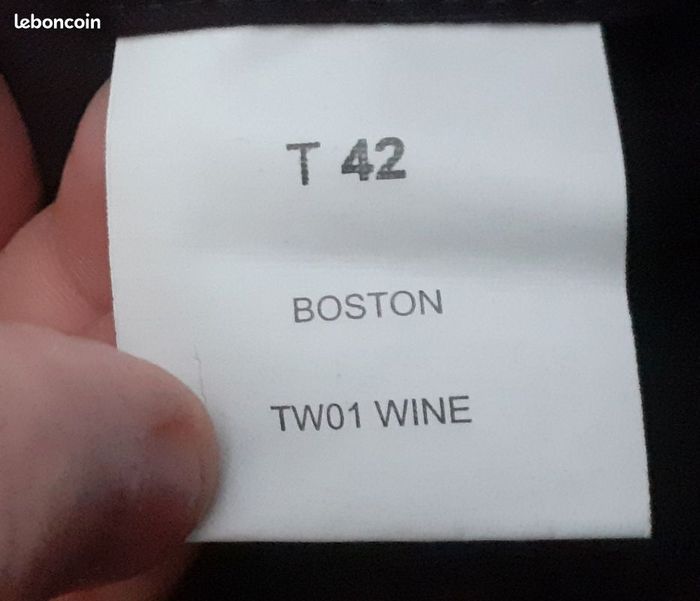 leboncoin
T 42
BOSTON
TW01 WINE